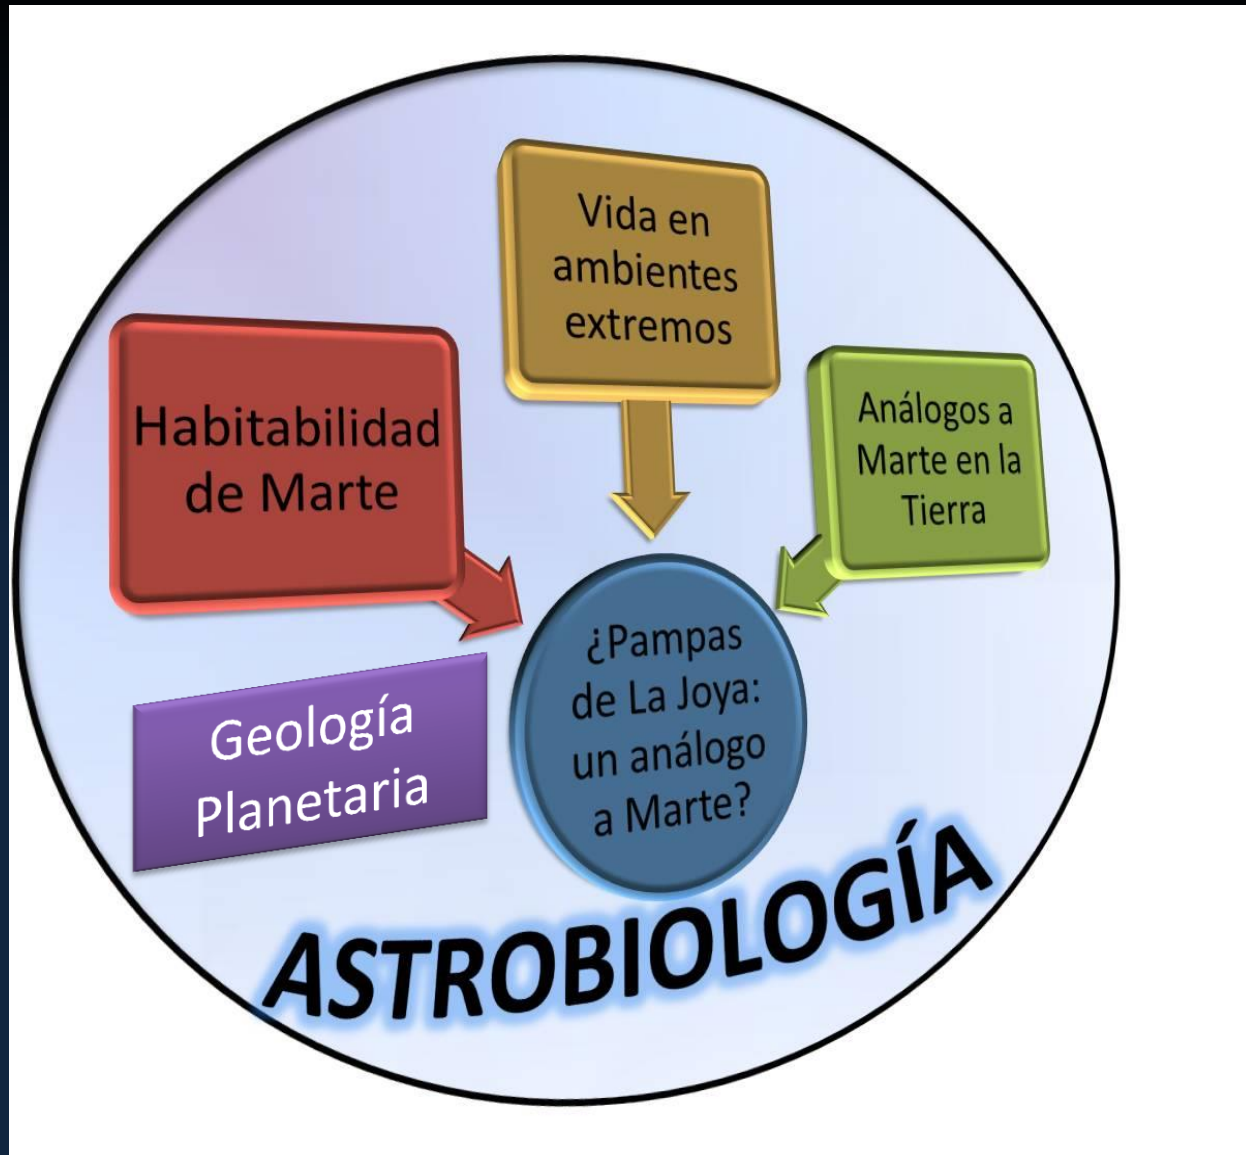 Vida en
ambientes
extremos
Habitabilidad
de Marte
Análogos a
Marte en la
Tierra
¿Pampas
de La Joya:
un análogo
a Marte?
Geología
Planetaria
ASTROBIOLOGÍA